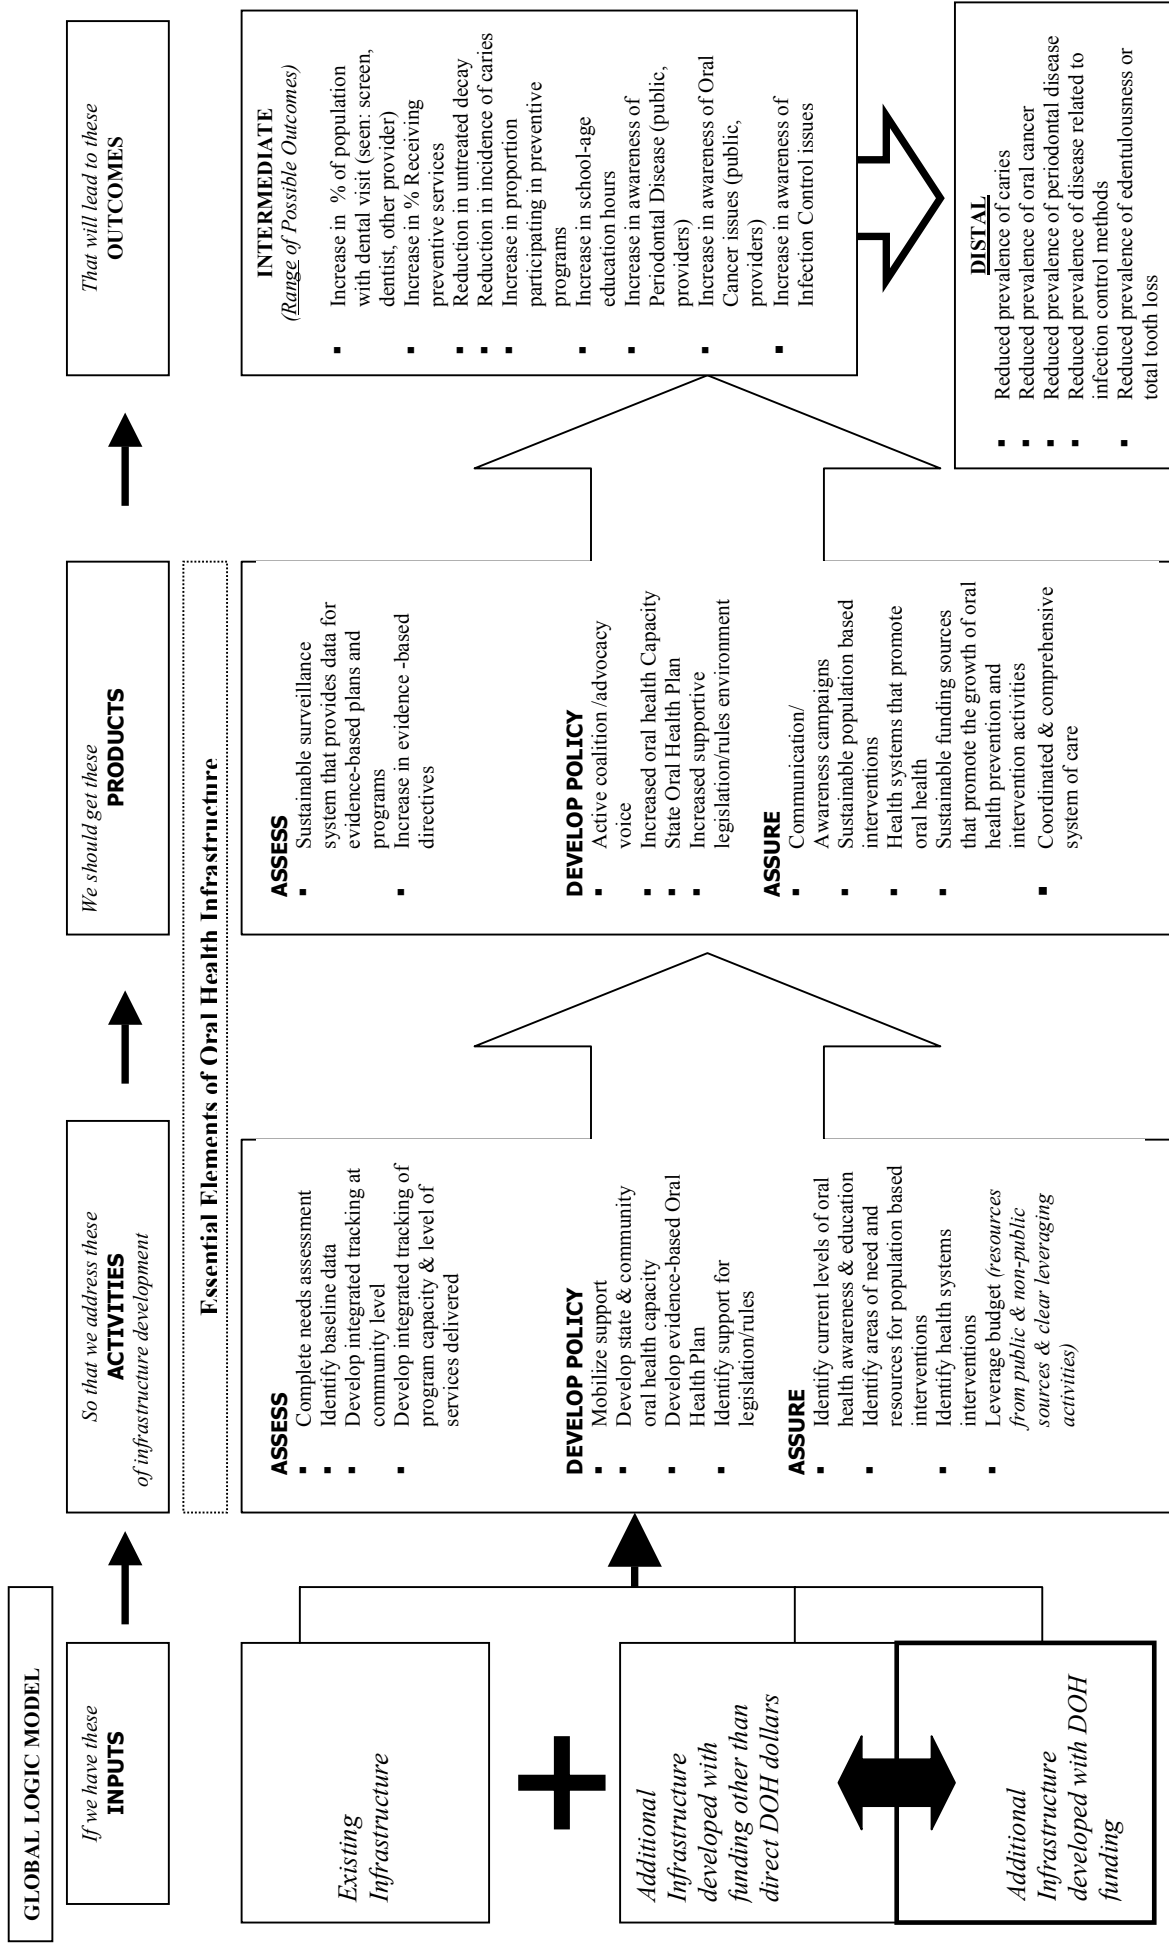 GLOBAL LOGIC MODEL
If we have these
INPUTS
So that we address these
ACTIVITIES
of infrastructure development
We should get these
PRODUCTS
That will lead to these
OUTCOMES
Essential Elements of Oral Health Infrastructure
Existing
Infrastructure
Additional
Infrastructure
developed with
funding other than
direct DOH dollars
Additional
Infrastructure
developed with DOH
funding
ASSESS
▪ Complete needs assessment
▪ Identify baseline data
▪ Develop integrated tracking at
community level
▪ Develop integrated tracking of
program capacity & level of
services delivered
DEVELOP POLICY
▪ Mobilize support
▪ Develop state & community
oral health capacity
▪ Develop evidence-based Oral
Health Plan
▪ Identify support for
legislation/rules
ASSURE
▪ Identify current levels of oral
health awareness & education
▪ Identify areas of need and
resources for population based
interventions
▪ Identify health systems
interventions
▪ Leverage budget (resources
from public & non-public
sources & clear leveraging
activities)
ASSESS
▪ Sustainable surveillance
system that provides data for
evidence-based plans and
programs
▪ Increase in evidence -based
directives
DEVELOP POLICY
▪ Active coalition /advocacy
voice
▪ Increased oral health Capacity
▪ State Oral Health Plan
▪ Increased supportive
legislation/rules environment
ASSURE
▪ Communication/
Awareness campaigns
▪ Sustainable population based
interventions
▪ Health systems that promote
oral health
▪ Sustainable funding sources
that promote the growth of oral
health prevention and
intervention activities
▪ Coordinated & comprehensive
system of care
INTERMEDIATE
(Range of Possible Outcomes)
▪ Increase in % of population
with dental visit (seen: screen,
dentist, other provider)
▪ Increase in % Receiving
preventive services
▪ Reduction in untreated decay
▪ Reduction in incidence of caries
▪ Increase in proportion
participating in preventive
programs
▪ Increase in school-age
education hours
▪ Increase in awareness of
Periodontal Disease (public,
providers)
▪ Increase in awareness of Oral
Cancer issues (public,
providers)
▪ Increase in awareness of
Infection Control issues
DISTAL
▪ Reduced prevalence of caries
▪ Reduced prevalence of oral cancer
▪ Reduced prevalence of periodontal disease
▪ Reduced prevalence of disease related to
infection control methods
▪ Reduced prevalence of edentulousness or
total tooth loss